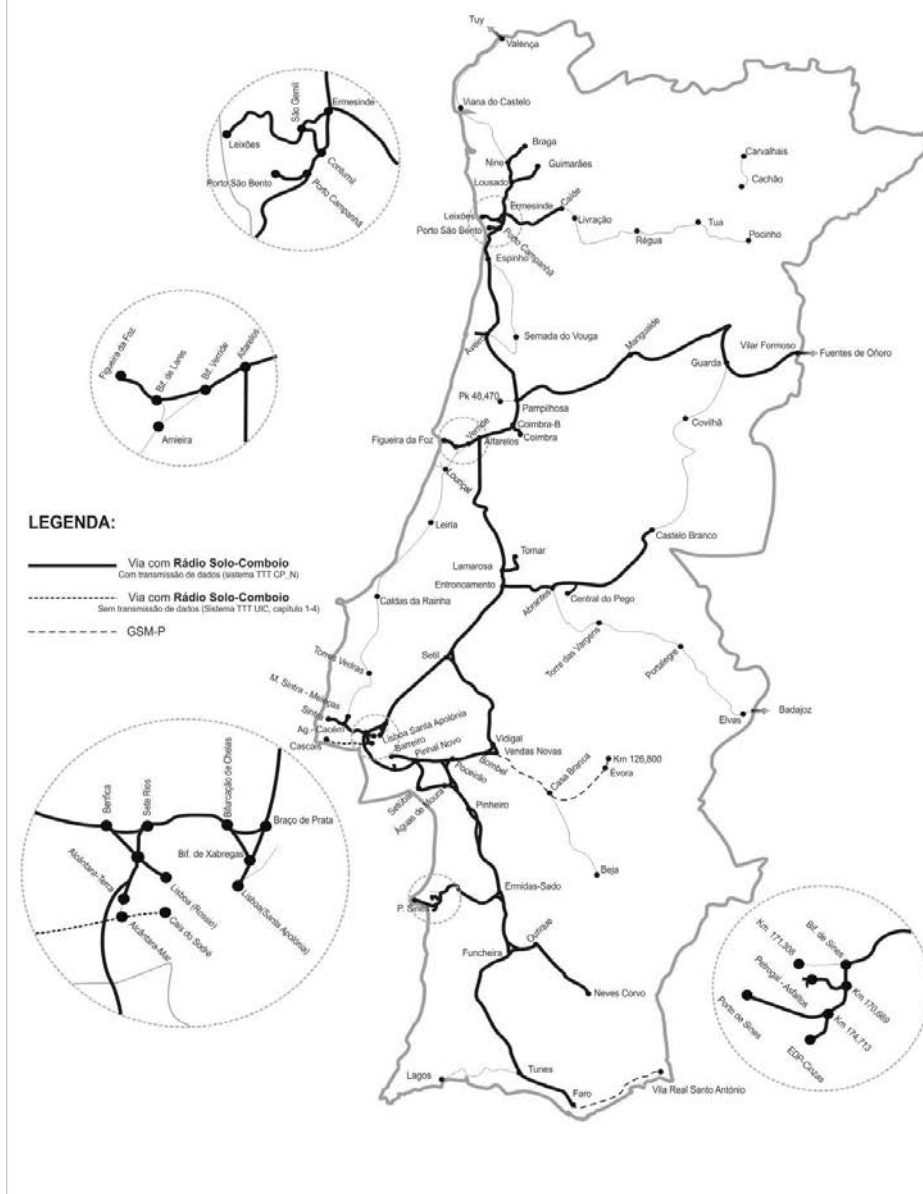 Tuy
Valença
Viana do Castelo
Braga
Nine
Guimarães
Lousado
Carvalhais
Cachão
Ermesinde
Caíde
Leixões
Livração
Porto São Bento
Porto Campanhã
Régua
Tua
Pocinho
Espinho
Aveiro
Sernada do Vouga
Mangualde
Vilar Formoso
Fuentes de Oñoro
Guarda
Pk 48,470
Pampilhosa
Coimbra-B
Coimbra
Covilhã
Verride
Figueira da Foz
Alfarelos
Louriçal
Leiria
Castelo Branco
Tomar
Lamarosa
Entroncamento
Abrantes
Central do Pego
Caldas da Rainha
Torre das Vargens
Portalegre
Torres Vedras
Setil
M. Sintra - Meleças
Sintra
Ag.- Cacém
Lisboa Santa Apolónia
Cascais
Barreiro
Pinhal Novo
Vidigal
Vendas Novas
Bombel
Poceirão
Elvas
Badajoz
Casa Branca
Km 126,800
Évora
Setúbal
Águas de Moura
Pinheiro
Beja
Ermidas-Sado
P. Sines
Ourique
Funcheira
Neves Corvo
Lagos
Tunes
Faro
Vila Real Santo António
São Gemil
Ermesinde
Leixões
Contumil
Porto São Bento
Porto Campanhã
Figueira da Foz
Bif. de Lares
Bif. Verride
Alfarelos
Amieira
LEGENDA:
Via com Rádio Solo-Comboio
Com transmissão de dados (sistema TTT CP_N)
Via com Rádio Solo-Comboio
Sem transmissão de dados (Sistema TTT UIC, capítulo 1-4)
GSM-P
Benfica
Sete Rios
Bifurcação de Chelas
Braço de Prata
Bif. de Xabregas
Alcântara-Terra
Lisboa (Rossio)
Lisboa(Santa Apolónia)
Cais do Sodré
Alcântara-Mar
Km 171,308
Bif. de Sines
Petrogal - Asfaltos
Km 170,669
Porto de Sines
Km 174,713
EDP-Cinzas